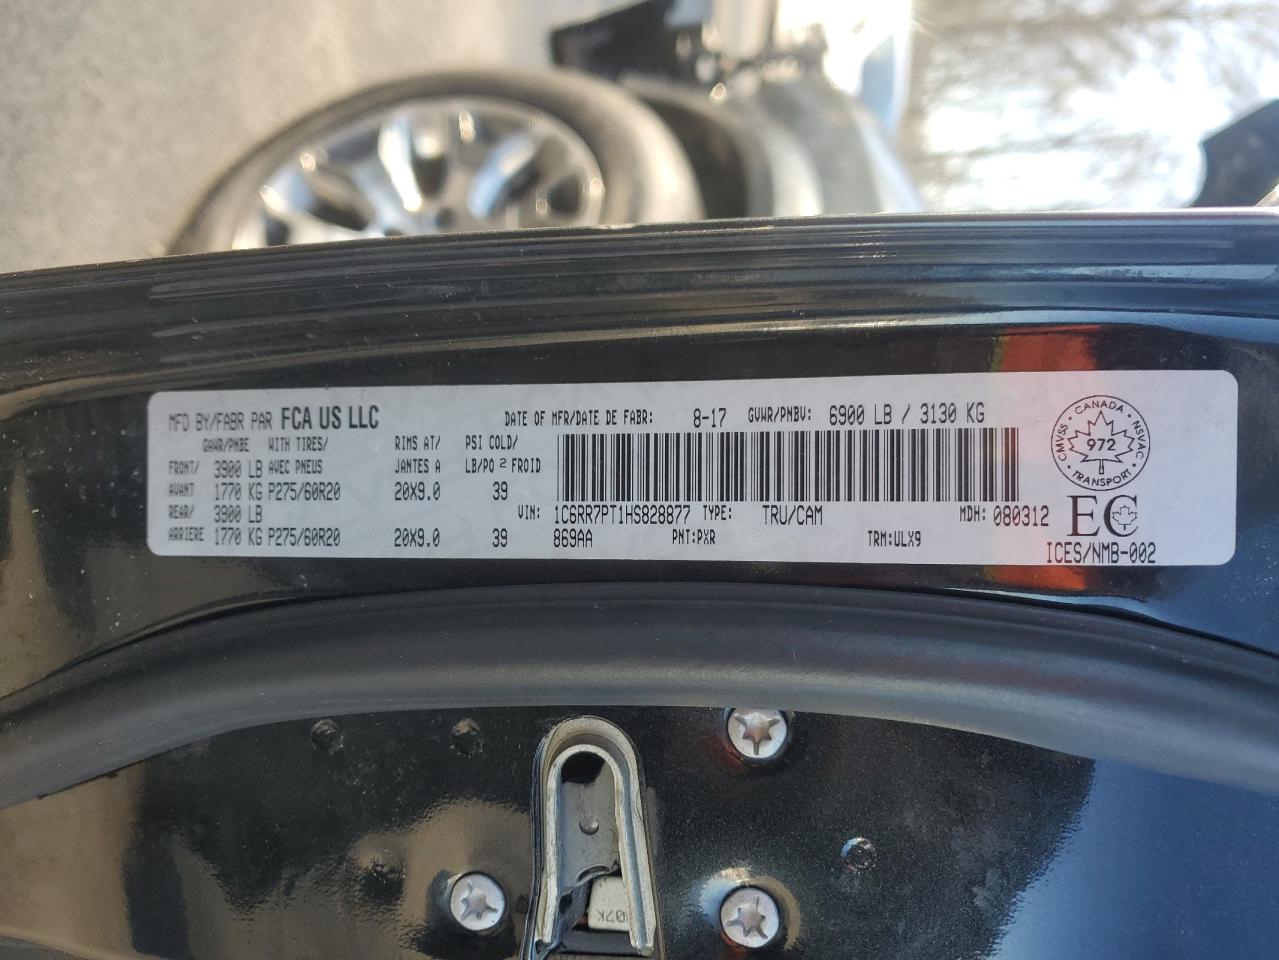 MFD BY/FABR PAR FCA US LLC DATE OF MFR/DATE DE FABR: 8-17 GVWR/PNBV: 6900 LB / 3130 KG
GAWR/PNBE WITH TIRES/ RIMS AT/ PSI COLD/
FRONT/ 3900 LB AVEC PNEUS JANTES A LB/PO² FROID
AVANT 1770 KG P275/60R20 20X9.0 39
REAR/ 3900 LB VIN: 1C6RR7PT1HS828877 TYPE: TRU/CAM MDH: 080312
ARRIERE 1770 KG P275/60R20 20X9.0 39 869AA PNT:PXR TRM:ULX9
CANADA
CMVSS
NSVAC
972
TRANSPORT
EC
ICES/NMB-002
07K